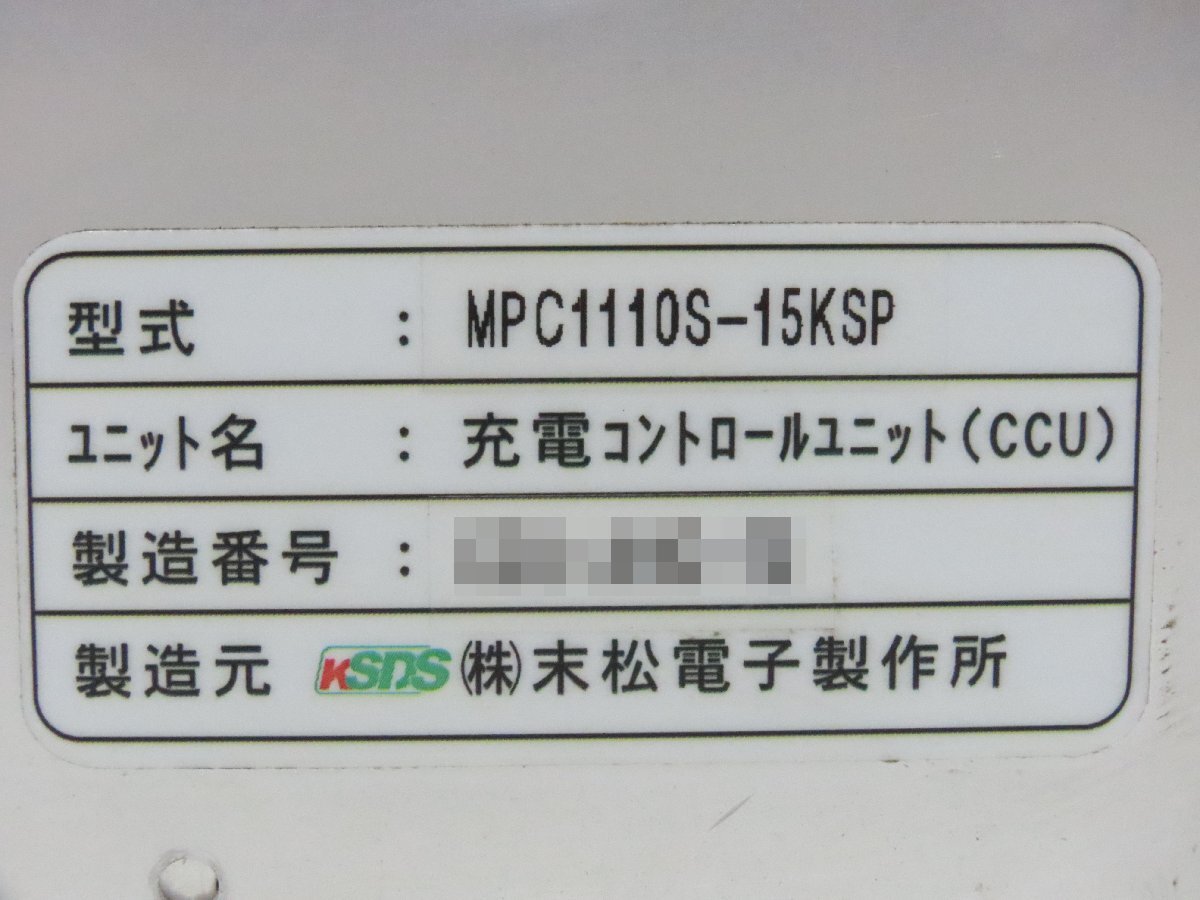 型式 : MPC1110S-15KSP
ユニット名 : 充電コントロールユニット(CCU)
製造番号 :
製造元 KSDS (株)末松電子製作所